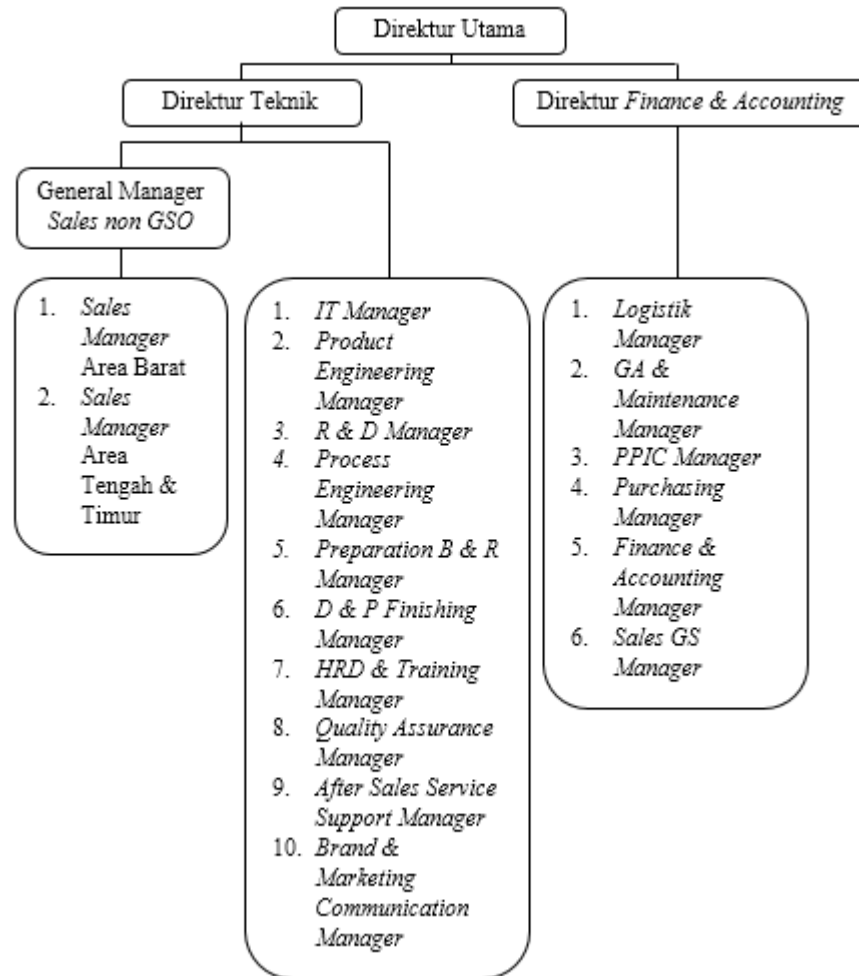 Direktur Utama
Direktur Teknik
Direktur Finance & Accounting
General Manager
Sales non GSO
1. Sales
Manager
Area Barat
2. Sales
Manager
Area
Tengah &
Timur
1. IT Manager
2. Product
Engineering
Manager
3. R & D Manager
4. Process
Engineering
Manager
5. Preparation B & R
Manager
6. D & P Finishing
Manager
7. HRD & Training
Manager
8. Quality Assurance
Manager
9. After Sales Service
Support Manager
10. Brand &
Marketing
Communication
Manager
1. Logistik
Manager
2. GA &
Maintenance
Manager
3. PPIC Manager
4. Purchasing
Manager
5. Finance &
Accounting
Manager
6. Sales GS
Manager